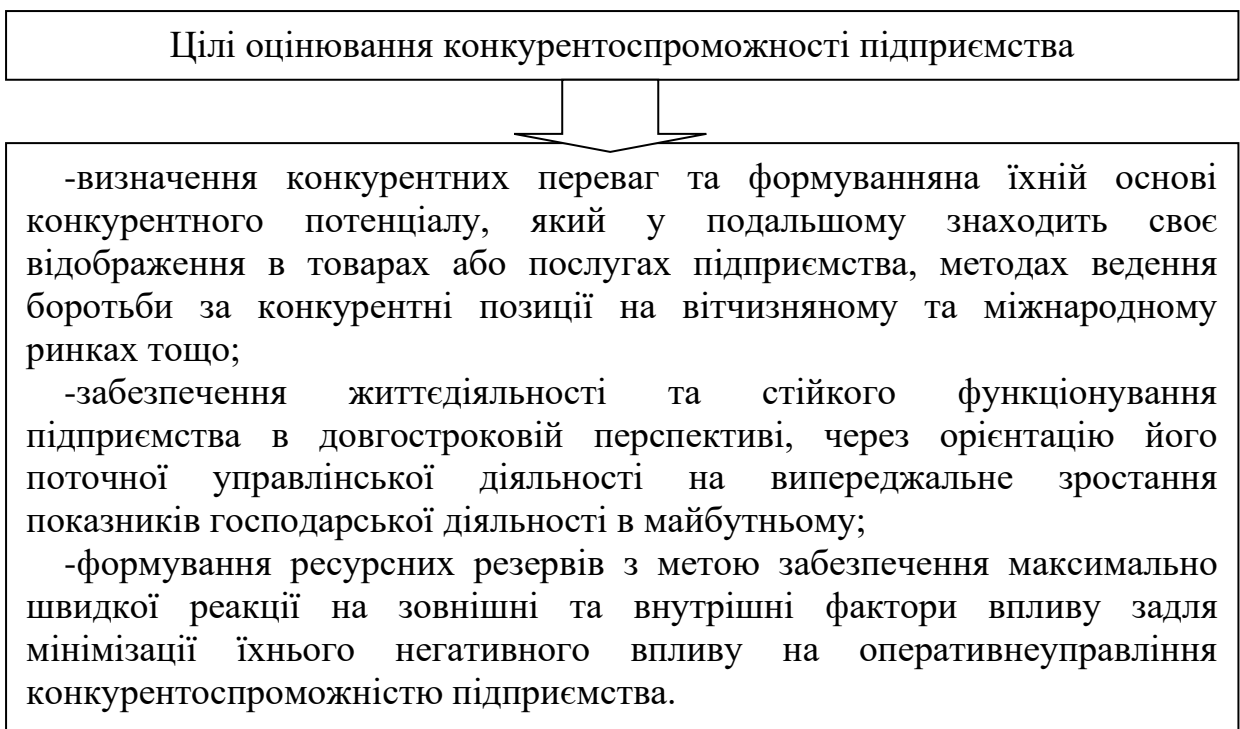 Цілі оцінювання конкурентоспроможності підприємства
-визначення конкурентних переваг та формуванняна їхній основі
конкурентного потенціалу, який у подальшому знаходить своє
відображення в товарах або послугах підприємства, методах ведення
боротьби за конкурентні позиції на вітчизняному та міжнародному
ринках тощо;
-забезпечення життєдіяльності та стійкого функціонування
підприємства в довгостроковій перспективі, через орієнтацію його
поточної управлінської діяльності на випереджальне зростання
показників господарської діяльності в майбутньому;
-формування ресурсних резервів з метою забезпечення максимально
швидкої реакції на зовнішні та внутрішні фактори впливу задля
мінімізації їхнього негативного впливу на оперативнеуправління
конкурентоспроможністю підприємства.